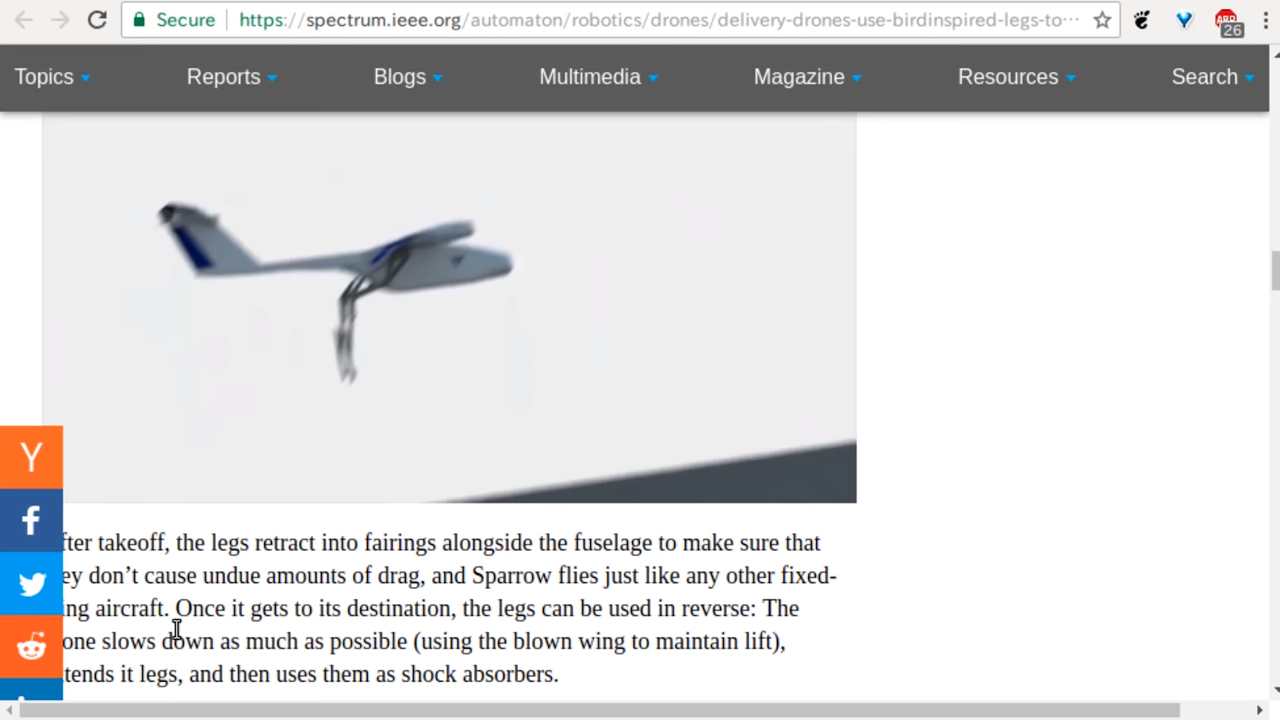 Secure https://spectrum.ieee.org/automaton/robotics/drones/delivery-drones-use-birdinspired-legs-to···
ABP
26
Topics Reports Blogs Multimedia Magazine Resources Search
Y
f
fter takeoff, the legs retract into fairings alongside the fuselage to make sure that
ey don’t cause undue amounts of drag, and Sparrow flies just like any other fixed-
ing aircraft. Once it gets to its destination, the legs can be used in reverse: The
one slows down as much as possible (using the blown wing to maintain lift),
tends it legs, and then uses them as shock absorbers.